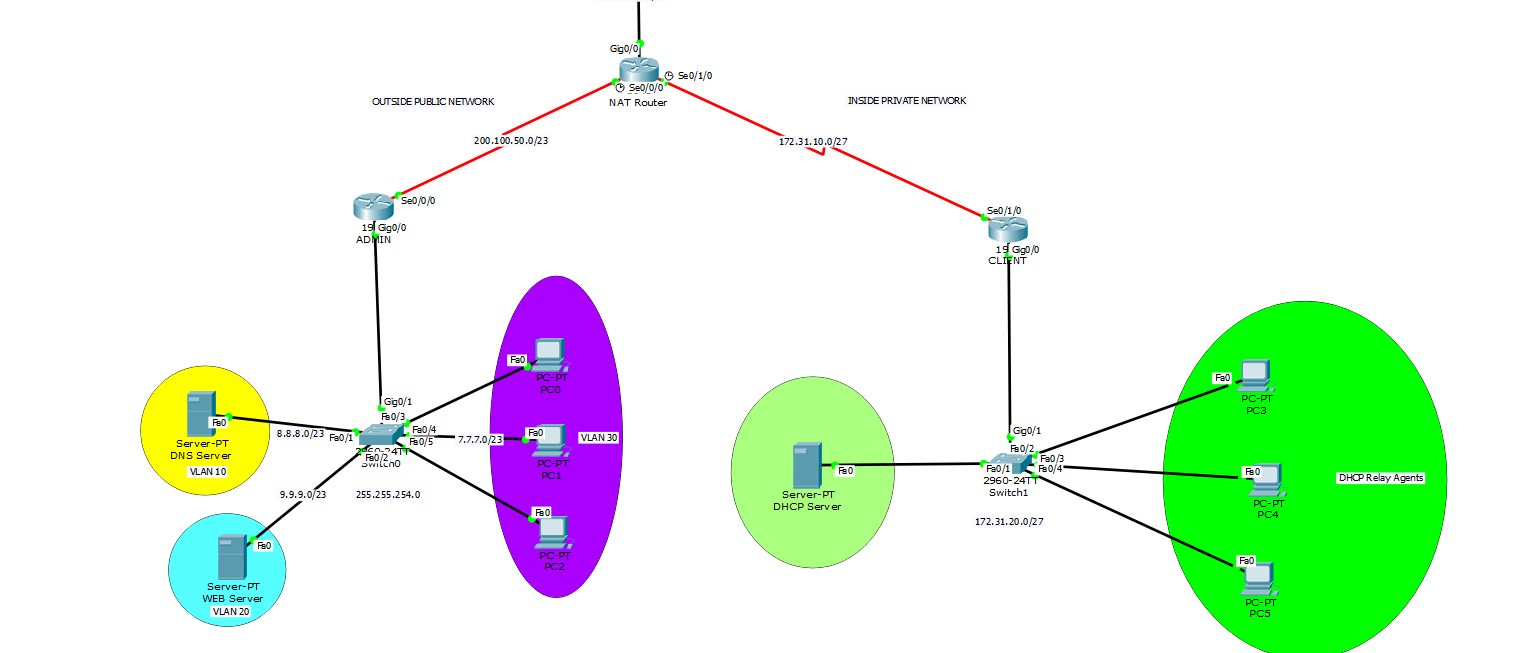 Gig0/0
Se0/1/0
Se0/0/0
NAT Router
OUTSIDE PUBLIC NETWORK
INSIDE PRIVATE NETWORK
200.100.50.0/23
172.31.10.0/27
Se0/0/0
19 Gig0/0
ADMIN
Se0/1/0
19 Gig0/0
CLIENT
Fa0
PC-PT
PC0
Gig0/1
Fa0/3
Fa0/4
Fa0/5
Fa0/1
Fa0/2
2960-24TT
Switch0
Fa0
Server-PT
DNS Server
VLAN 10
8.8.8.0/23
7.7.7.0/23
Fa0
PC-PT
PC1
VLAN 30
9.9.9.0/23
255.255.254.0
Fa0
PC-PT
PC2
Fa0
Server-PT
WEB Server
VLAN 20
Fa0
Server-PT
DHCP Server
Gig0/1
Fa0/2
Fa0/3
Fa0/1
Fa0/4
2960-24TT
Switch1
172.31.20.0/27
Fa0
PC-PT
PC3
Fa0
PC-PT
PC4
DHCP Relay Agents
Fa0
PC-PT
PC5